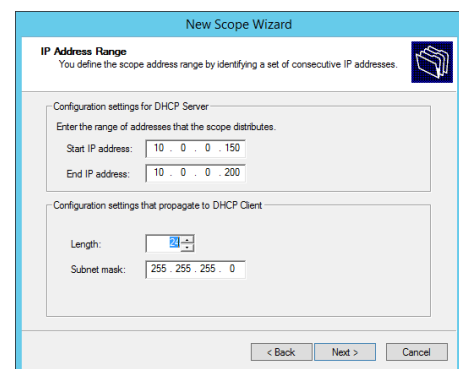 New Scope Wizard
IP Address Range
You define the scope address range by identifying a set of consecutive IP addresses.
Configuration settings for DHCP Server
Enter the range of addresses that the scope distributes.
Start IP address: 10 . 0 . 0 . 150
End IP address: 10 . 0 . 0 . 200
Configuration settings that propagate to DHCP Client
Length: 24
Subnet mask: 255 . 255 . 255 . 0
< Back Next > Cancel